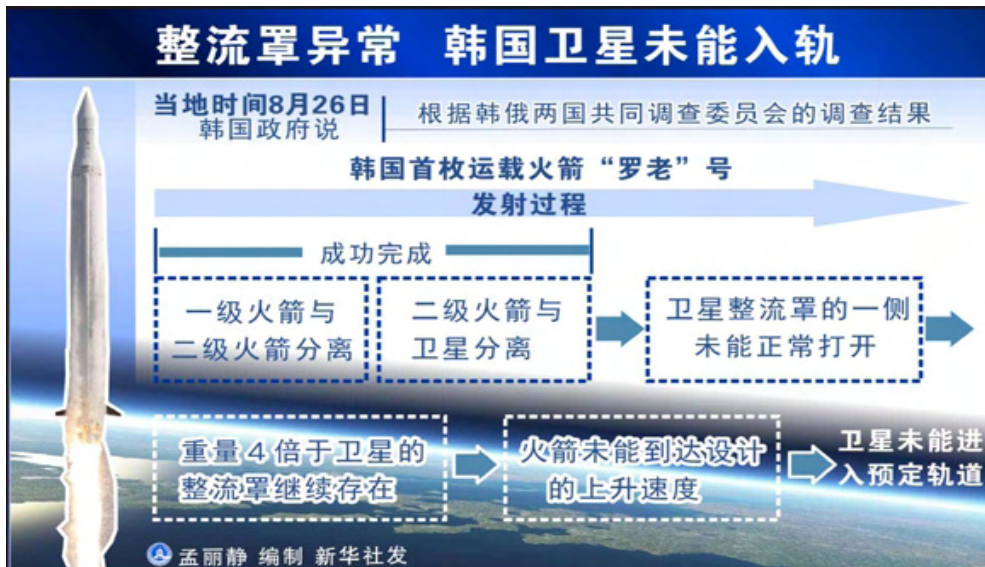 整流罩异常 韩国卫星未能入轨
当地时间8月26日
韩国政府说
根据韩俄两国共同调查委员会的调查结果
韩国首枚运载火箭“罗老”号
发射过程
成功完成
一级火箭与
二级火箭分离
二级火箭与
卫星分离
卫星整流罩的一侧
未能正常打开
重量4倍于卫星的
整流罩继续存在
火箭未能到达设计
的上升速度
卫星未能进
入预定轨道
孟丽静 编制 新华社发